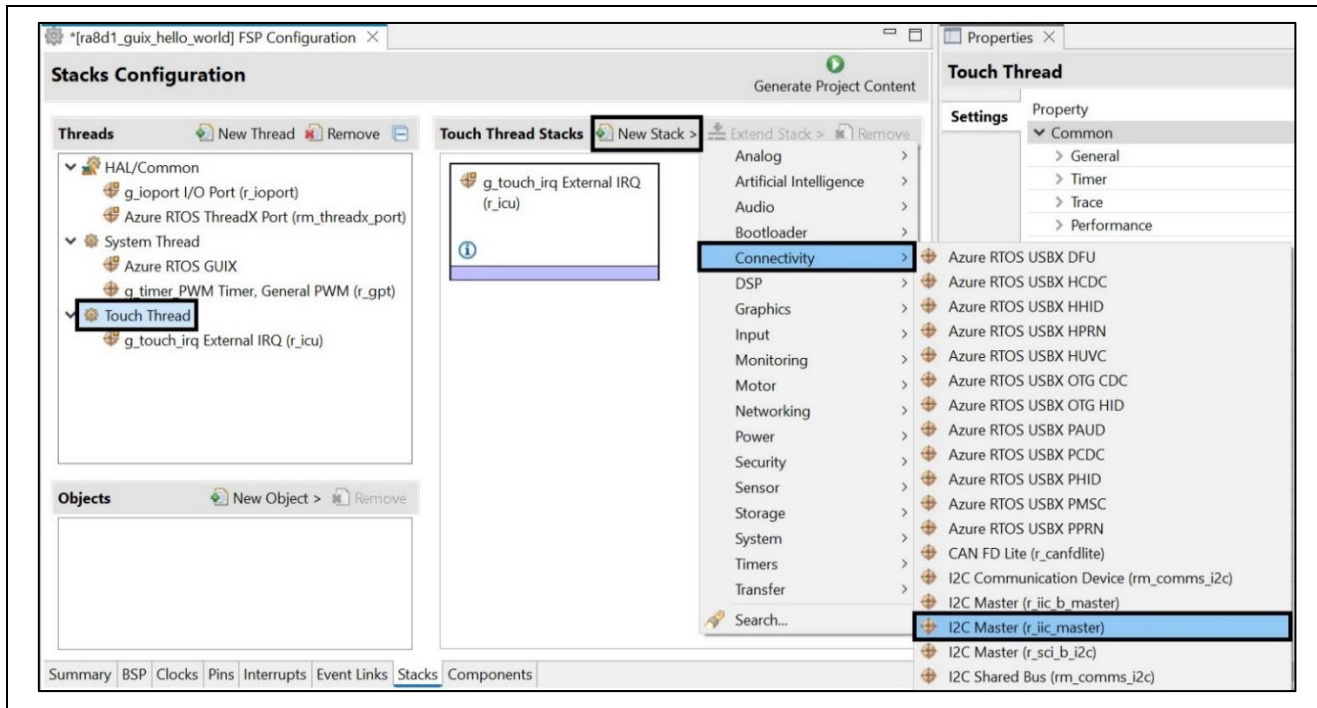 *[ra8d1_guix_hello_world] FSP Configuration
Stacks Configuration
Generate Project Content
Threads
New Thread
Remove
HAL/Common
g_ioport I/O Port (r_ioport)
Azure RTOS ThreadX Port (rm_threadx_port)
System Thread
Azure RTOS GUIX
g_timer_PWM Timer, General PWM (r_gpt)
Touch Thread
g_touch_irq External IRQ (r_icu)
Objects
New Object >
Remove
Touch Thread Stacks
New Stack >
Extend Stack >
Remove
g_touch_irq External IRQ
(r_icu)
Analog
Artificial Intelligence
Audio
Bootloader
Connectivity
DSP
Graphics
Input
Monitoring
Motor
Networking
Power
Security
Sensor
Storage
System
Timers
Transfer
Search...
Azure RTOS USBX DFU
Azure RTOS USBX HCDC
Azure RTOS USBX HHID
Azure RTOS USBX HPRN
Azure RTOS USBX HUVC
Azure RTOS USBX OTG CDC
Azure RTOS USBX OTG HID
Azure RTOS USBX PAUD
Azure RTOS USBX PCDC
Azure RTOS USBX PHID
Azure RTOS USBX PMSC
Azure RTOS USBX PPRN
CAN FD Lite (r_canfdlite)
I2C Communication Device (rm_comms_i2c)
I2C Master (r_iic_b_master)
I2C Master (r_iic_master)
I2C Master (r_sci_b_i2c)
I2C Shared Bus (rm_comms_i2c)
Properties
Touch Thread
Settings
Property
Common
General
Timer
Trace
Performance
Summary BSP Clocks Pins Interrupts Event Links Stacks Components